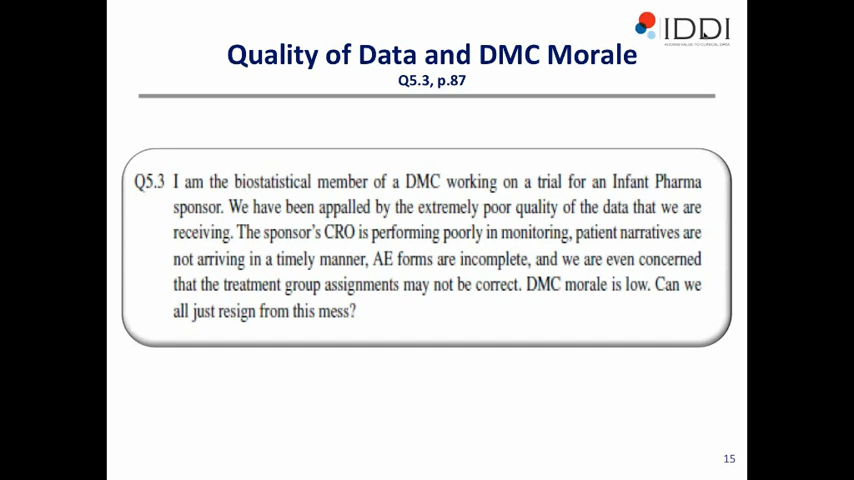 IDDI
Quality of Data and DMC Morale
Q5.3, p.87
Q5.3 I am the biostatistical member of a DMC working on a trial for an Infant Pharma
sponsor. We have been appalled by the extremely poor quality of the data that we are
receiving. The sponsor's CRO is performing poorly in monitoring, patient narratives are
not arriving in a timely manner, AE forms are incomplete, and we are even concerned
that the treatment group assignments may not be correct. DMC morale is low. Can we
all just resign from this mess?
15